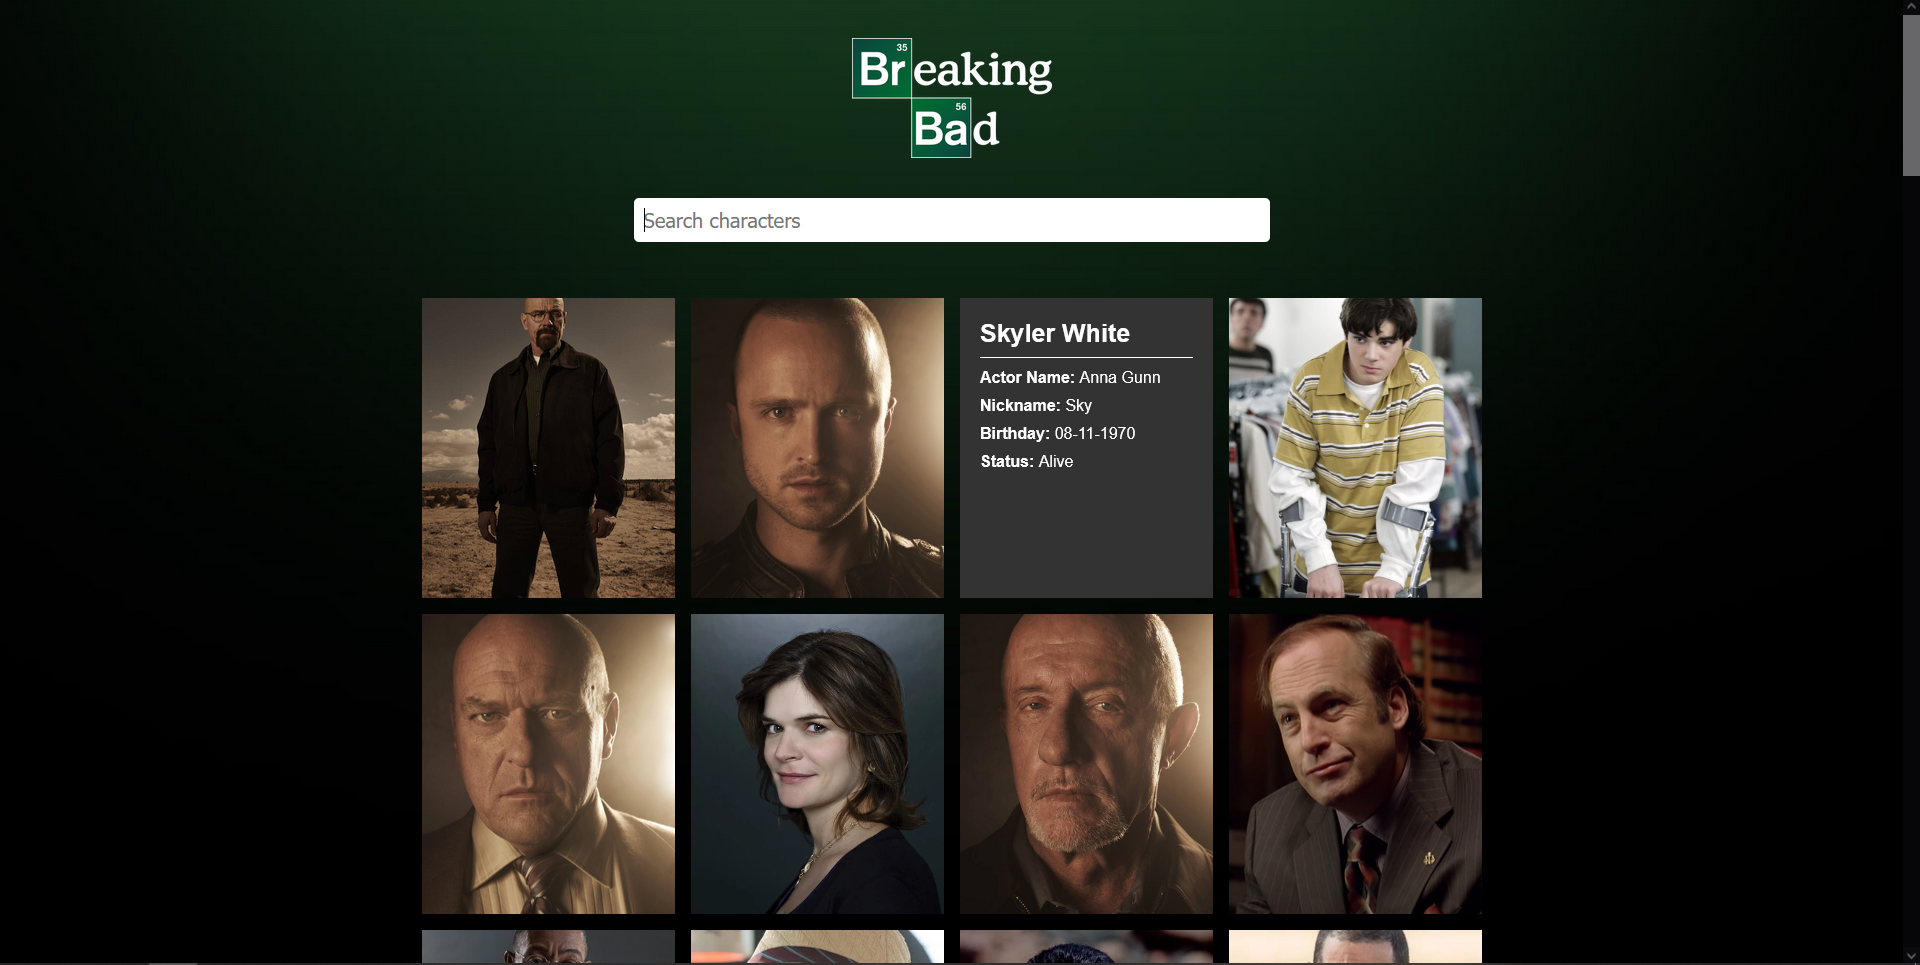 35
Breaking
56
Bad
Search characters
Skyler White
Actor Name: Anna Gunn
Nickname: Sky
Birthday: 08-11-1970
Status: Alive